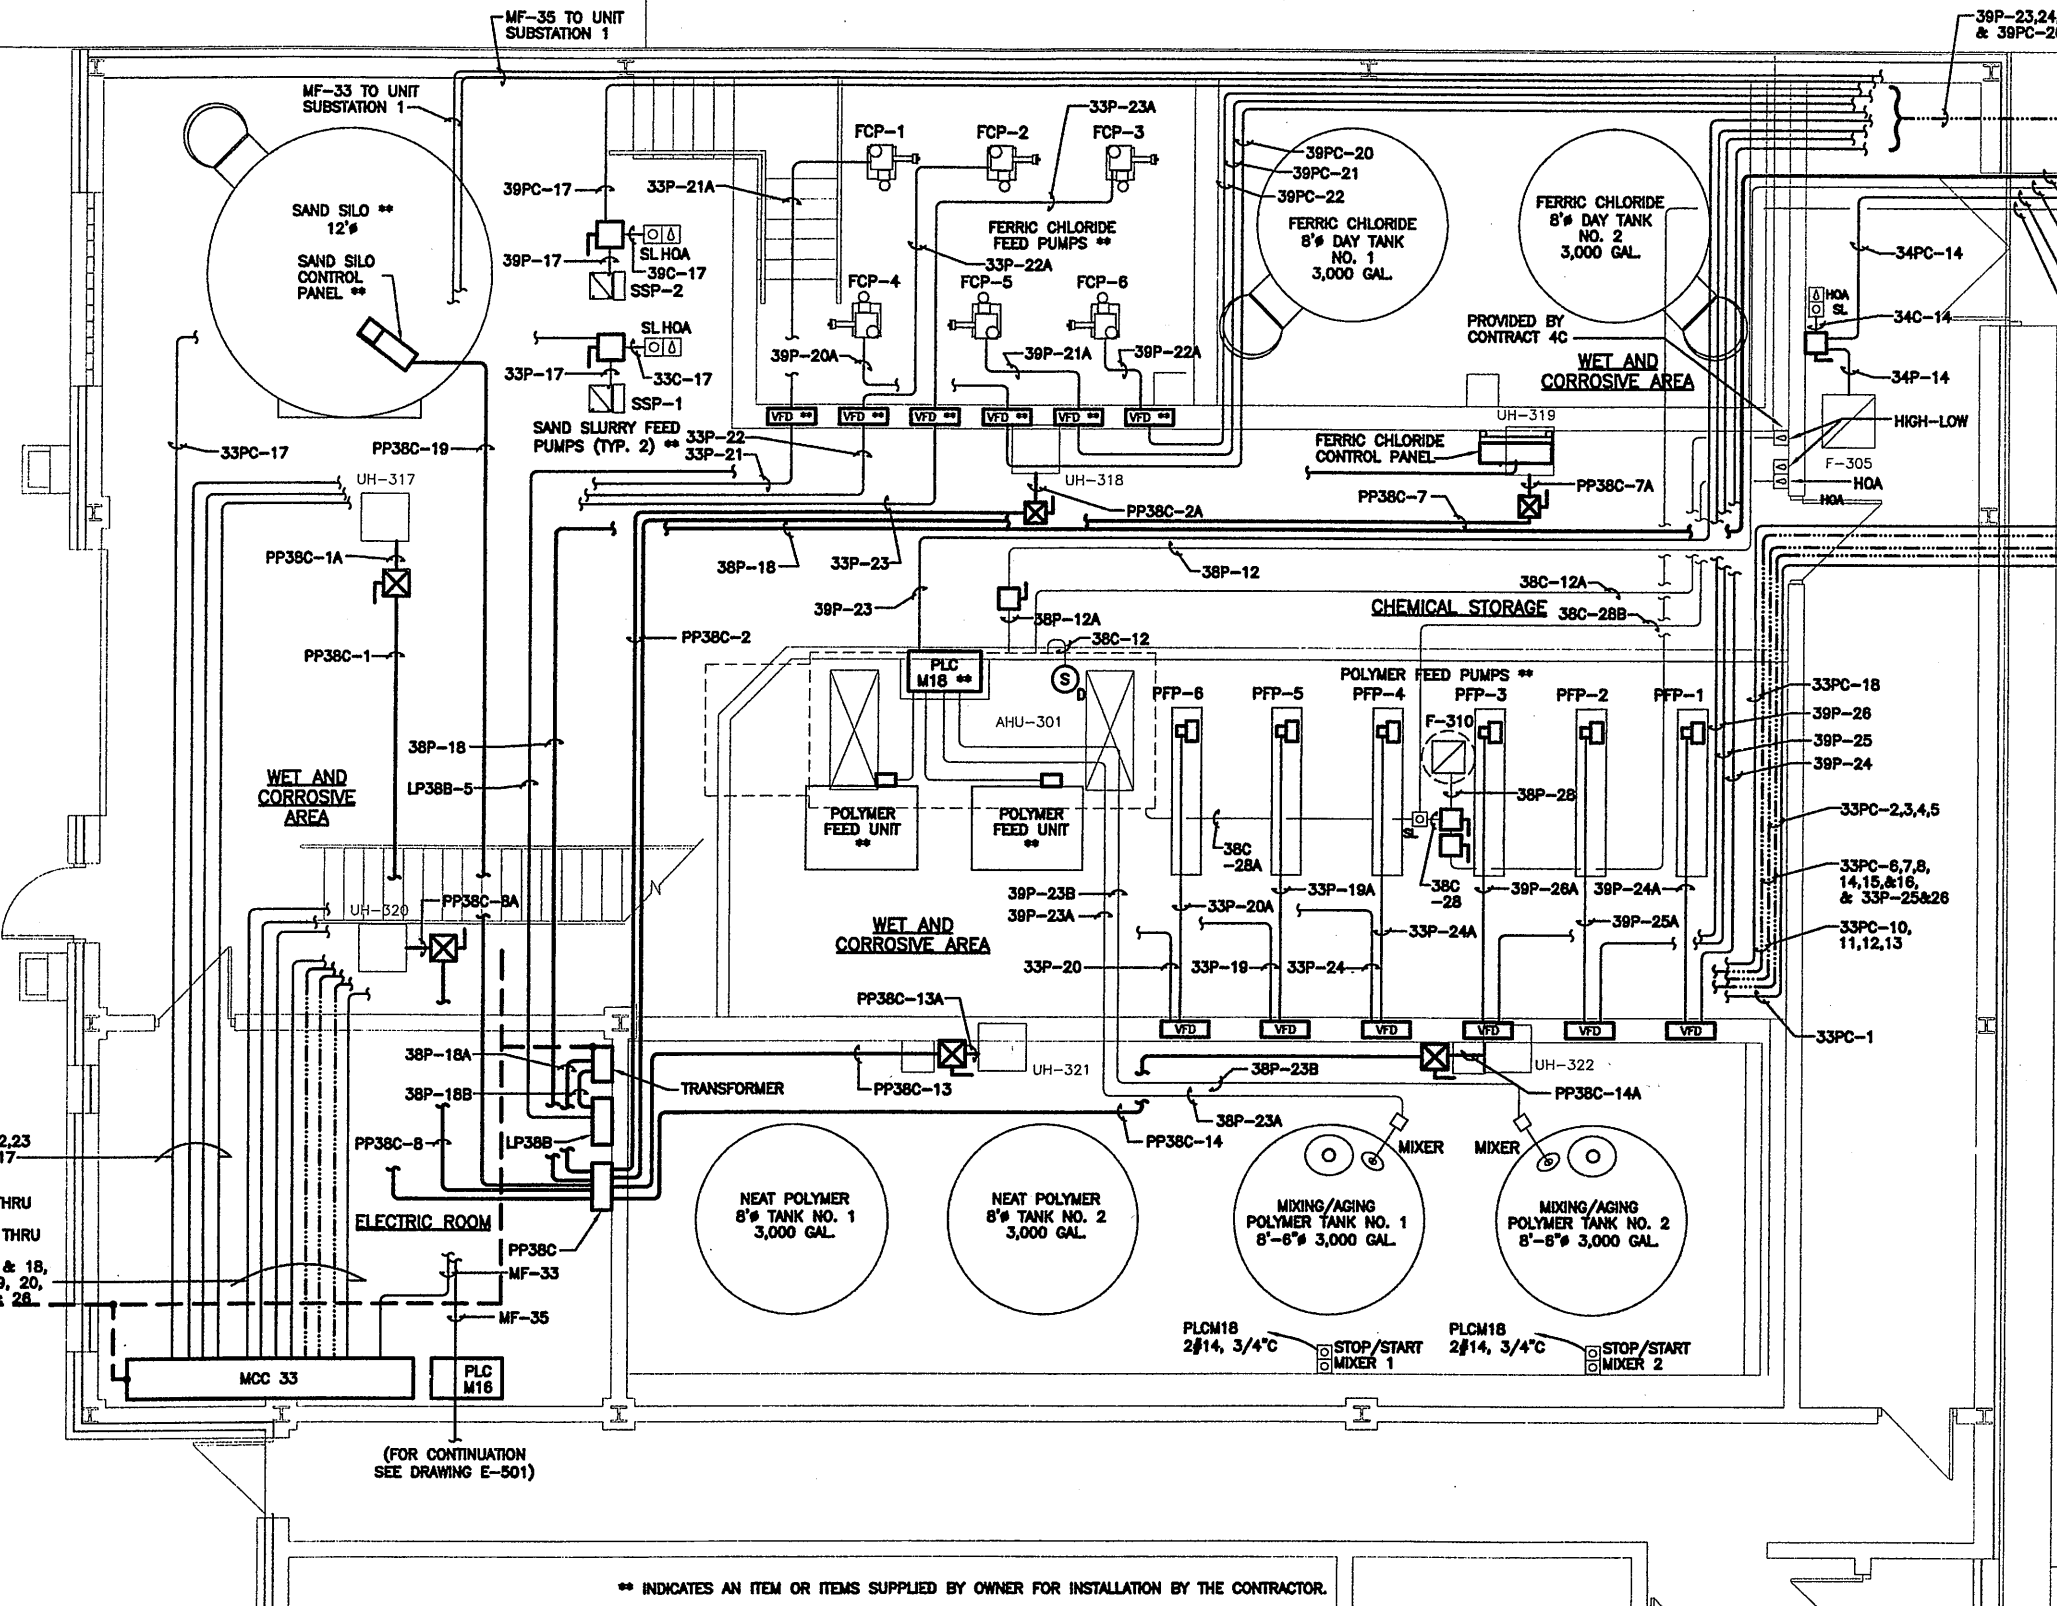 MF-35 TO UNIT
SUBSTATION 1
39P-23,24,
& 39PC-20
MF-33 TO UNIT
SUBSTATION 1
SAND SILO **
12'ø
SAND SILO
CONTROL
PANEL **
39PC-17
33P-21A
39P-17
SL HOA
39C-17
SSP-2
SL HOA
33P-17
33C-17
SSP-1
SAND SLURRY FEED
PUMPS (TYP. 2) **
FCP-1
FCP-2
FCP-3
33P-23A
FERRIC CHLORIDE
FEED PUMPS **
33P-22A
FCP-4
FCP-5
FCP-6
39P-20A
39P-21A
39P-22A
VFD **
VFD **
VFD **
VFD **
VFD **
VFD **
39PC-20
39PC-21
39PC-22
FERRIC CHLORIDE
8'ø DAY TANK
NO. 1
3,000 GAL.
FERRIC CHLORIDE
8'ø DAY TANK
NO. 2
3,000 GAL.
PROVIDED BY
CONTRACT 4C
WET AND
CORROSIVE AREA
34PC-14
HOA
SL
34C-14
34P-14
HIGH-LOW
F-305
HOA
HOA
33PC-17
PP38C-19
33P-22
33P-21
UH-317
UH-318
UH-319
FERRIC CHLORIDE
CONTROL PANEL
PP38C-7
PP38C-7A
PP38C-2A
PP38C-1A
38P-18
33P-23
38P-12
39P-23
38P-12A
38C-12A
CHEMICAL STORAGE
38C-28B
PP38C-1
PP38C-2
38C-12
PLC
M18 **
S
D
POLYMER FEED PUMPS **
PFP-6
PFP-5
PFP-4
PFP-3
PFP-2
PFP-1
F-310
AHU-301
33PC-18
39P-26
39P-25
39P-24
38P-18
LP38B-5
WET AND
CORROSIVE
AREA
38P-28
SL
POLYMER
FEED UNIT
**
POLYMER
FEED UNIT
**
38C
-28A
38C
-28
33PC-2,3,4,5
33PC-6,7,8,
14,15,&16,
& 33P-25&26
33PC-10,
11,12,13
UH-320
PP38C-8A
39P-23B
39P-23A
33P-19A
33P-20A
39P-26A
39P-24A
33P-24A
39P-25A
WET AND
CORROSIVE AREA
33P-20
33P-19
33P-24
PP38C-13A
VFD
VFD
VFD
VFD
VFD
VFD
33PC-1
38P-18A
38P-18B
TRANSFORMER
PP38C-13
UH-321
38P-23B
UH-322
PP38C-14A
38P-23A
PP38C-8
LP38B
PP38C-14
MIXER
MIXER
2,23
17
THRU
THRU
& 18,
9, 20,
& 26
NEAT POLYMER
8'ø TANK NO. 1
3,000 GAL.
NEAT POLYMER
8'ø TANK NO. 2
3,000 GAL.
MIXING/AGING
POLYMER TANK NO. 1
8'-6"ø 3,000 GAL.
MIXING/AGING
POLYMER TANK NO. 2
8'-6"ø 3,000 GAL.
ELECTRIC ROOM
PP38C
MF-33
MF-35
MCC 33
PLC
M16
PLCM18
2#14, 3/4"C
STOP/START
MIXER 1
PLCM18
2#14, 3/4"C
STOP/START
MIXER 2
(FOR CONTINUATION
SEE DRAWING E-501)
** INDICATES AN ITEM OR ITEMS SUPPLIED BY OWNER FOR INSTALLATION BY THE CONTRACTOR.